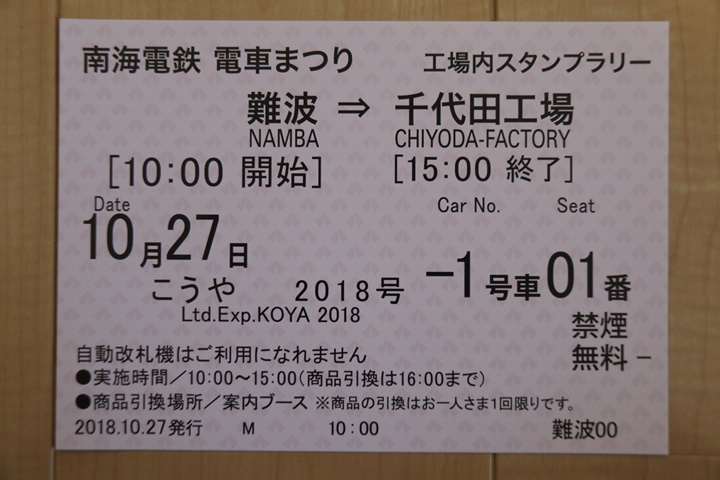 南海電鉄 電車まつり 工場内スタンプラリー
難波 ⇒ 千代田工場
NAMBA CHIYODA-FACTORY
[10:00 開始] [15:00 終了]
Date Car No. Seat
10月27日 -1号車01番
こうや 2018号
Ltd.Exp.KOYA 2018
禁煙
自動改札機はご利用になれません 無料-
●実施時間/10:00~15:00(商品引換は16:00まで)
●商品引換場所/案内ブース ※商品の引換はお一人さま1回限りです。
2018.10.27発行 M 10:00 難波00